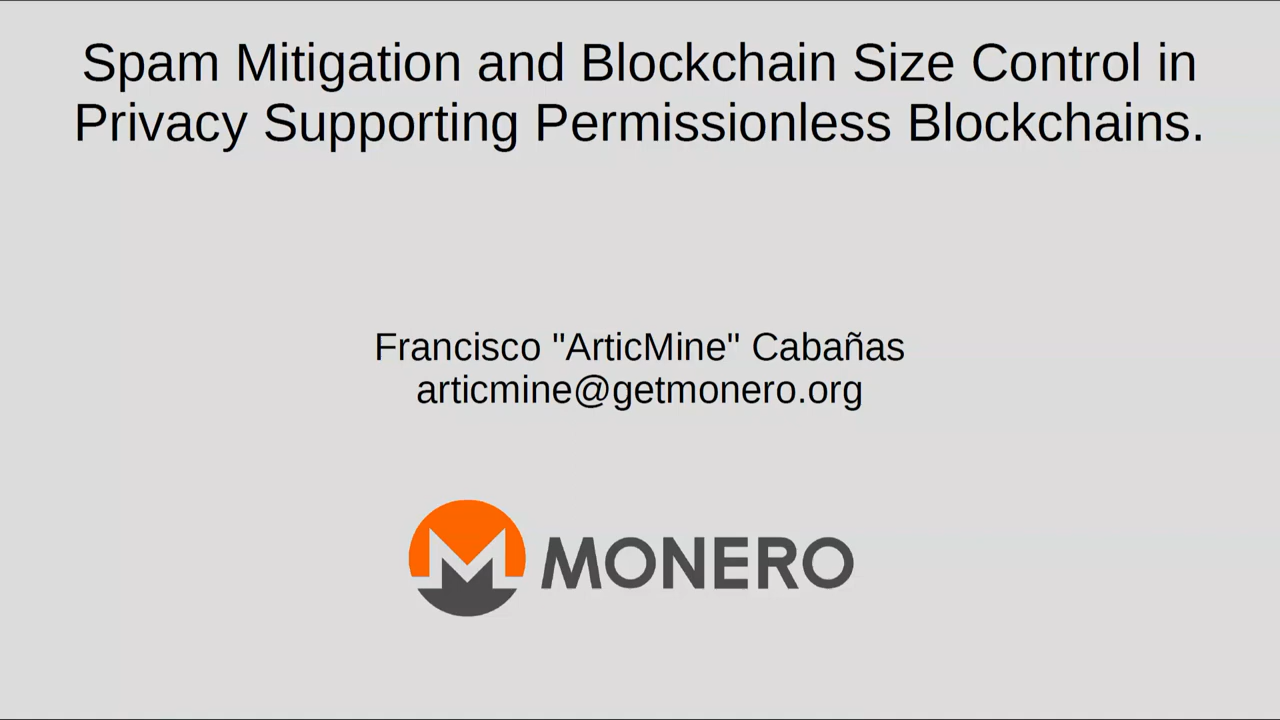 Spam Mitigation and Blockchain Size Control in
Privacy Supporting Permissionless Blockchains.
Francisco "ArticMine" Cabañas
articmine@getmonero.org
MONERO